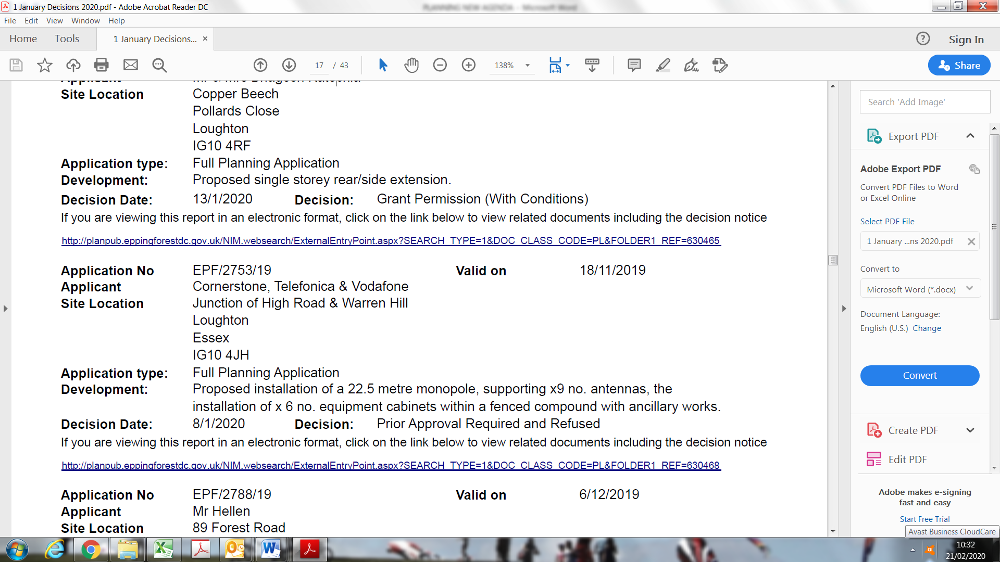 1 January Decisions 2020.pdf - Adobe Acrobat Reader DC
PLANNING NEW AGENDA - Microsoft Word
File Edit View Window Help
Home Tools 1 January Decisions... ×
Sign In
17 / 43 138%
Share
Site Location Copper Beech
Pollards Close
Loughton
IG10 4RF
Application type: Full Planning Application
Development: Proposed single storey rear/side extension.
Decision Date: 13/1/2020 Decision: Grant Permission (With Conditions)
If you are viewing this report in an electronic format, click on the link below to view related documents including the decision notice
http://planpub.eppingforestdc.gov.uk/NIM.websearch/ExternalEntryPoint.aspx?SEARCH_TYPE=1&DOC_CLASS_CODE=PL&FOLDER1_REF=630465
Application No EPF/2753/19 Valid on 18/11/2019
Applicant Cornerstone, Telefonica & Vodafone
Site Location Junction of High Road & Warren Hill
Loughton
Essex
IG10 4JH
Application type: Full Planning Application
Development: Proposed installation of a 22.5 metre monopole, supporting x9 no. antennas, the
installation of x 6 no. equipment cabinets within a fenced compound with ancillary works.
Decision Date: 8/1/2020 Decision: Prior Approval Required and Refused
If you are viewing this report in an electronic format, click on the link below to view related documents including the decision notice
http://planpub.eppingforestdc.gov.uk/NIM.websearch/ExternalEntryPoint.aspx?SEARCH_TYPE=1&DOC_CLASS_CODE=PL&FOLDER1_REF=630468
Application No EPF/2788/19 Valid on 6/12/2019
Applicant Mr Hellen
Site Location 89 Forest Road
Search 'Add Image'
Export PDF
Adobe Export PDF
Convert PDF Files to Word
or Excel Online
Select PDF File
1 January ...ns 2020.pdf
Convert to
Microsoft Word (*.docx)
Document Language:
English (U.S.) Change
Convert
Create PDF
Edit PDF
Adobe makes e-signing
fast and easy
Start Free Trial
Avast Business CloudCare
10:32
21/02/2020